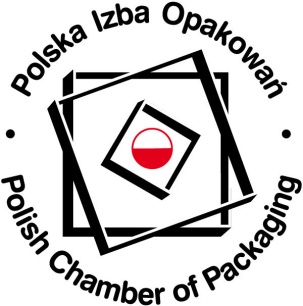 Polska Izba Opakowań
Polish Chamber of Packaging